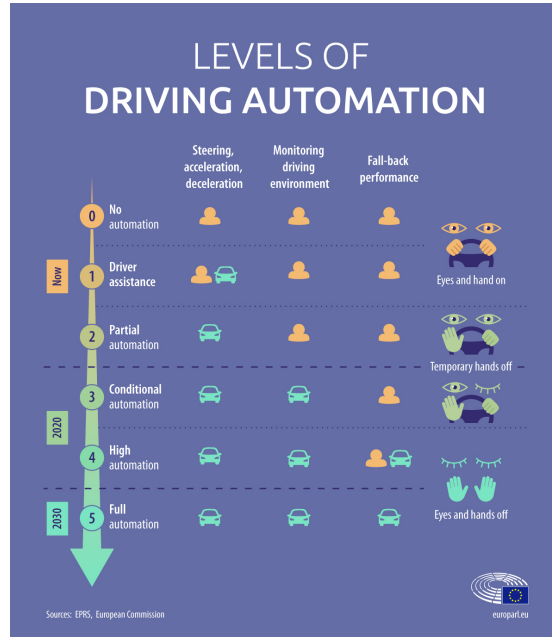 LEVELS OF
DRIVING AUTOMATION
Steering,
acceleration,
deceleration
Monitoring
driving
environment
Fall-back
performance
0
No
automation
Now
1
Driver
assistance
Eyes and hand on
2
Partial
automation
Temporary hands off
3
Conditional
automation
2020
4
High
automation
2030
5
Full
automation
Eyes and hands off
Sources: EPRS, European Commission
europarl.eu